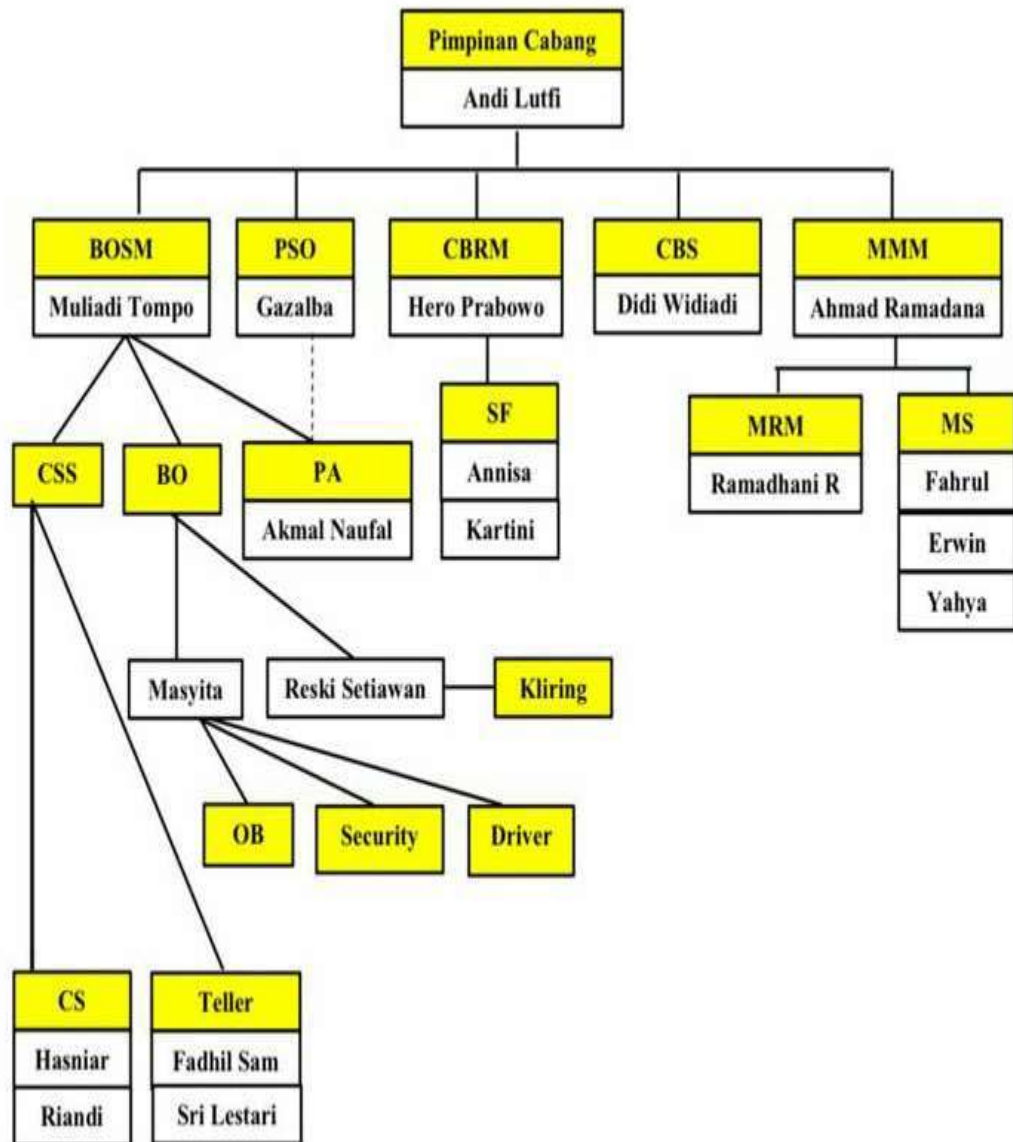 Pimpinan Cabang
Andi Lutfi
BOSM
Muliadi Tompo
PSO
Gazalba
CBRM
Hero Prabowo
CBS
Didi Widiadi
MMM
Ahmad Ramadana
CSS
BO
PA
Akmal Naufal
SF
Annisa
Kartini
MRM
Ramadhani R
MS
Fahrul
Erwin
Yahya
Masyita
Reski Setiawan
Kliring
OB
Security
Driver
CS
Hasniar
Riandi
Teller
Fadhil Sam
Sri Lestari